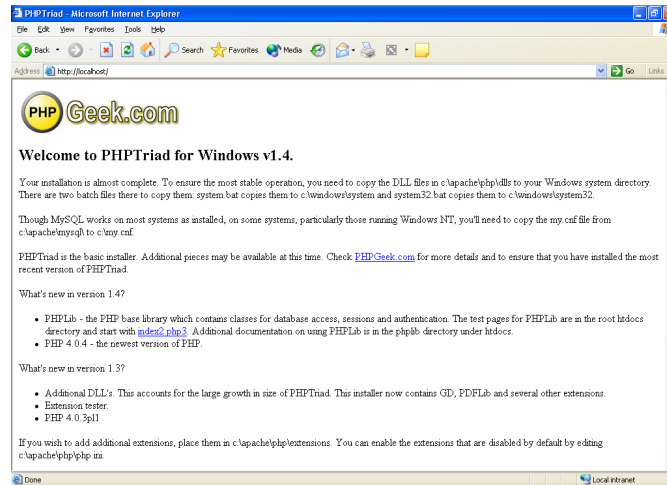 PHPTriad - Microsoft Internet Explorer
File Edit View Favorites Tools Help
Back Search Favorites Media
Address http://localhost/ Go Links
PHP Geek.com
Welcome to PHPTriad for Windows v1.4.
Your installation is almost complete. To ensure the most stable operation, you need to copy the DLL files in c:\apache\php\dlls to your Windows system directory.
There are two batch files there to copy them: system.bat copies them to c:\windows\system and system32.bat copies them to c:\windows\system32.
Though MySQL works on most systems as installed, on some systems, particularly those running Windows NT, you'll need to copy the my.cnf file from
c:\apache\mysql\ to c:\my.cnf.
PHPTriad is the basic installer. Additional pieces may be available at this time. Check PHPGeek.com for more details and to ensure that you have installed the most
recent version of PHPTriad.
What's new in version 1.4?
• PHPLib - the PHP base library which contains classes for database access, sessions and authentication. The test pages for PHPLib are in the root htdocs
directory and start with index2.php3. Additional documentation on using PHPLib is in the phplib directory under htdocs.
• PHP 4.0.4 - the newest version of PHP.
What's new in version 1.3?
• Additional DLL's. This accounts for the large growth in size of PHPTriad. This installer now contains GD, PDFLib and several other extensions.
• Extension tester.
• PHP 4.0.3pl1
If you wish to add additional extensions, place them in c:\apache\php\extensions. You can enable the extensions that are disabled by default by editing
c:\apache\php\php.ini.
Done Local intranet